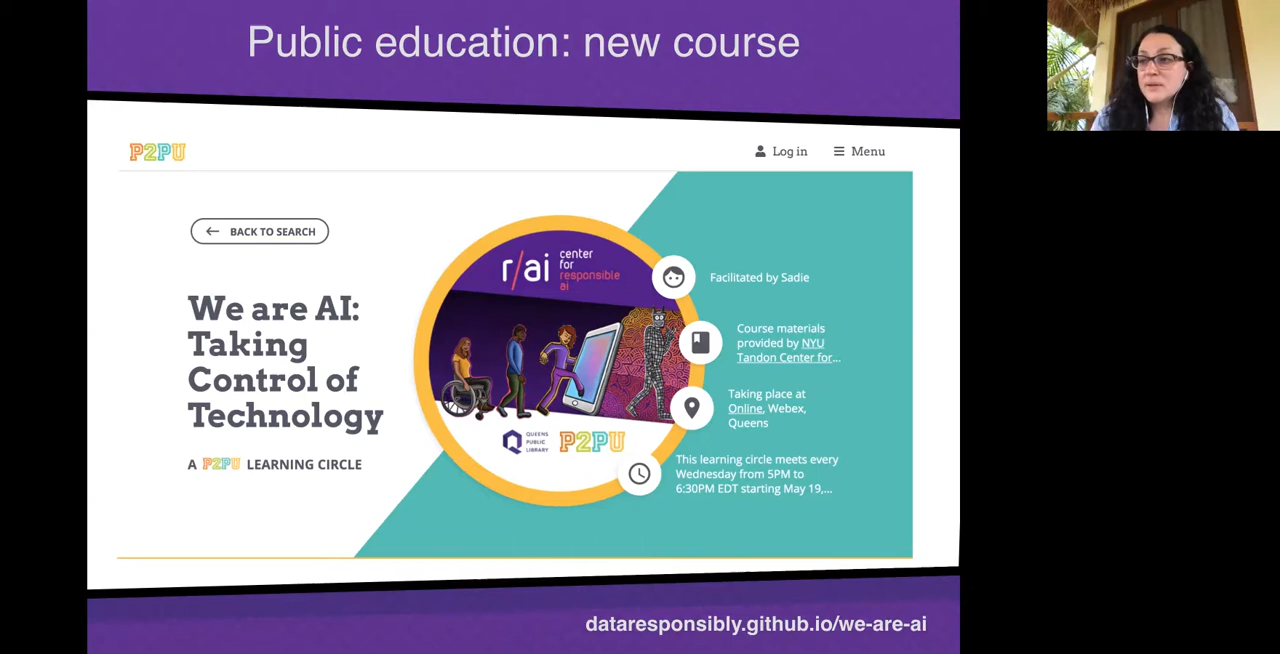 Public education: new course
P2PU
Log in
Menu
BACK TO SEARCH
We are AI:
Taking
Control of
Technology
A P2PU LEARNING CIRCLE
r/ai
center
for
responsible
ai
QUEENS
PUBLIC
LIBRARY
P2PU
Facilitated by Sadie
Course materials
provided by NYU
Tandon Center for...
Taking place at
Online, Webex,
Queens
This learning circle meets every
Wednesday from 5PM to
6:30PM EDT starting May 19,...
dataresponsibly.github.io/we-are-ai